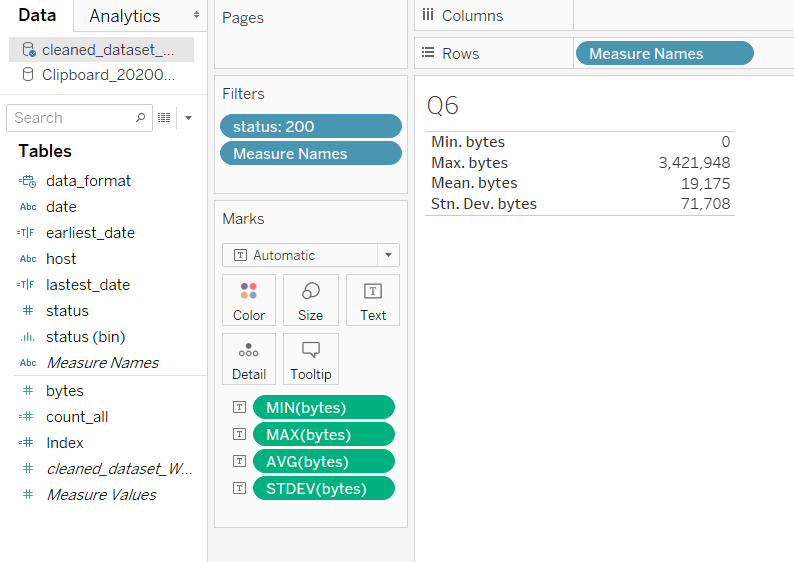 Data
Analytics
cleaned_dataset_...
Clipboard_20200...
Search
Tables
data_format
Abc date
=T|F earliest_date
Abc host
=T|F lastest_date
# status
status (bin)
Abc Measure Names
# bytes
=# count_all
=# Index
# cleaned_dataset_W...
# Measure Values
Pages
Filters
status: 200
Measure Names
Marks
T Automatic
Color
Size
T Text
Detail
Tooltip
T MIN(bytes)
T MAX(bytes)
T AVG(bytes)
T STDEV(bytes)
Columns
Rows Measure Names
Q6
Min. bytes 0
Max. bytes 3,421,948
Mean. bytes 19,175
Stn. Dev. bytes 71,708